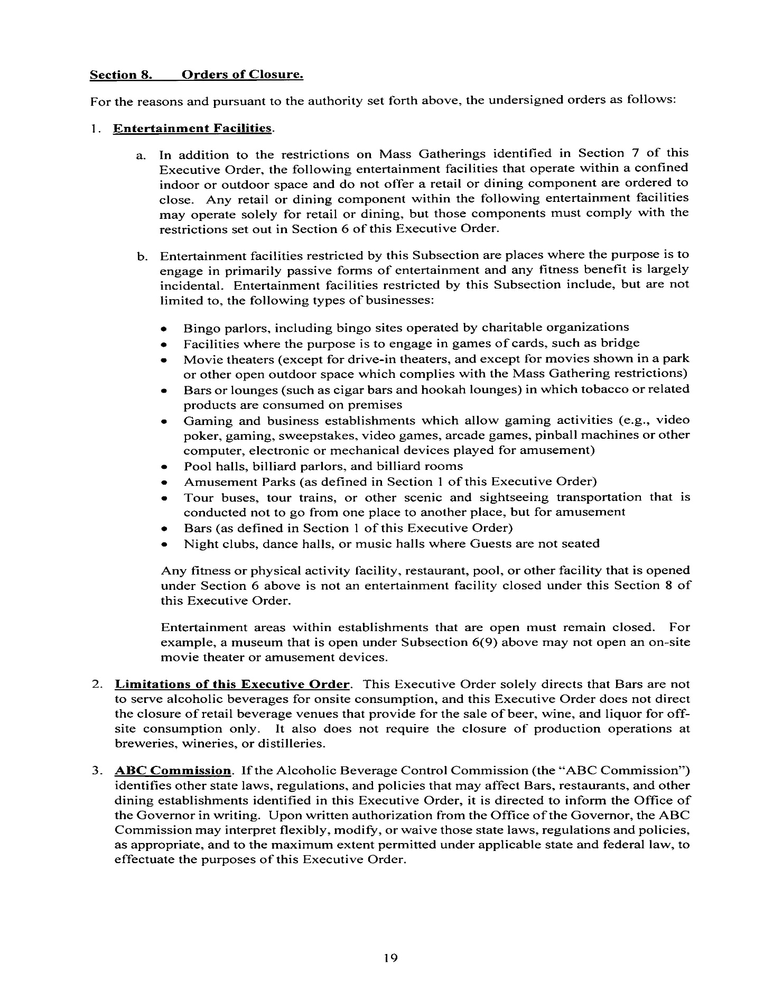 Section 8. Orders of Closure.
For the reasons and pursuant to the authority set forth above, the undersigned orders as follows:
1. Entertainment Facilities.
a. In addition to the restrictions on Mass Gatherings identified in Section 7 of this
Executive Order, the following entertainment facilities that operate within a confined
indoor or outdoor space and do not offer a retail or dining component are ordered to
close. Any retail or dining component within the following entertainment facilities
may operate solely for retail or dining, but those components must comply with the
restrictions set out in Section 6 of this Executive Order.
b. Entertainment facilities restricted by this Subsection are places where the purpose is to
engage in primarily passive forms of entertainment and any fitness benefit is largely
incidental. Entertainment facilities restricted by this Subsection include, but are not
limited to, the following types of businesses:
• Bingo parlors, including bingo sites operated by charitable organizations
• Facilities where the purpose is to engage in games of cards, such as bridge
• Movie theaters (except for drive-in theaters, and except for movies shown in a park
or other open outdoor space which complies with the Mass Gathering restrictions)
• Bars or lounges (such as cigar bars and hookah lounges) in which tobacco or related
products are consumed on premises
• Gaming and business establishments which allow gaming activities (e.g., video
poker, gaming, sweepstakes, video games, arcade games, pinball machines or other
computer, electronic or mechanical devices played for amusement)
• Pool halls, billiard parlors, and billiard rooms
• Amusement Parks (as defined in Section 1 of this Executive Order)
• Tour buses, tour trains, or other scenic and sightseeing transportation that is
conducted not to go from one place to another place, but for amusement
• Bars (as defined in Section 1 of this Executive Order)
• Night clubs, dance halls, or music halls where Guests are not seated
Any fitness or physical activity facility, restaurant, pool, or other facility that is opened
under Section 6 above is not an entertainment facility closed under this Section 8 of
this Executive Order.
Entertainment areas within establishments that are open must remain closed. For
example, a museum that is open under Subsection 6(9) above may not open an on-site
movie theater or amusement devices.
2. Limitations of this Executive Order. This Executive Order solely directs that Bars are not
to serve alcoholic beverages for onsite consumption, and this Executive Order does not direct
the closure of retail beverage venues that provide for the sale of beer, wine, and liquor for off-
site consumption only. It also does not require the closure of production operations at
breweries, wineries, or distilleries.
3. ABC Commission. If the Alcoholic Beverage Control Commission (the “ABC Commission”)
identifies other state laws, regulations, and policies that may affect Bars, restaurants, and other
dining establishments identified in this Executive Order, it is directed to inform the Office of
the Governor in writing. Upon written authorization from the Office of the Governor, the ABC
Commission may interpret flexibly, modify, or waive those state laws, regulations and policies,
as appropriate, and to the maximum extent permitted under applicable state and federal law, to
effectuate the purposes of this Executive Order.
19